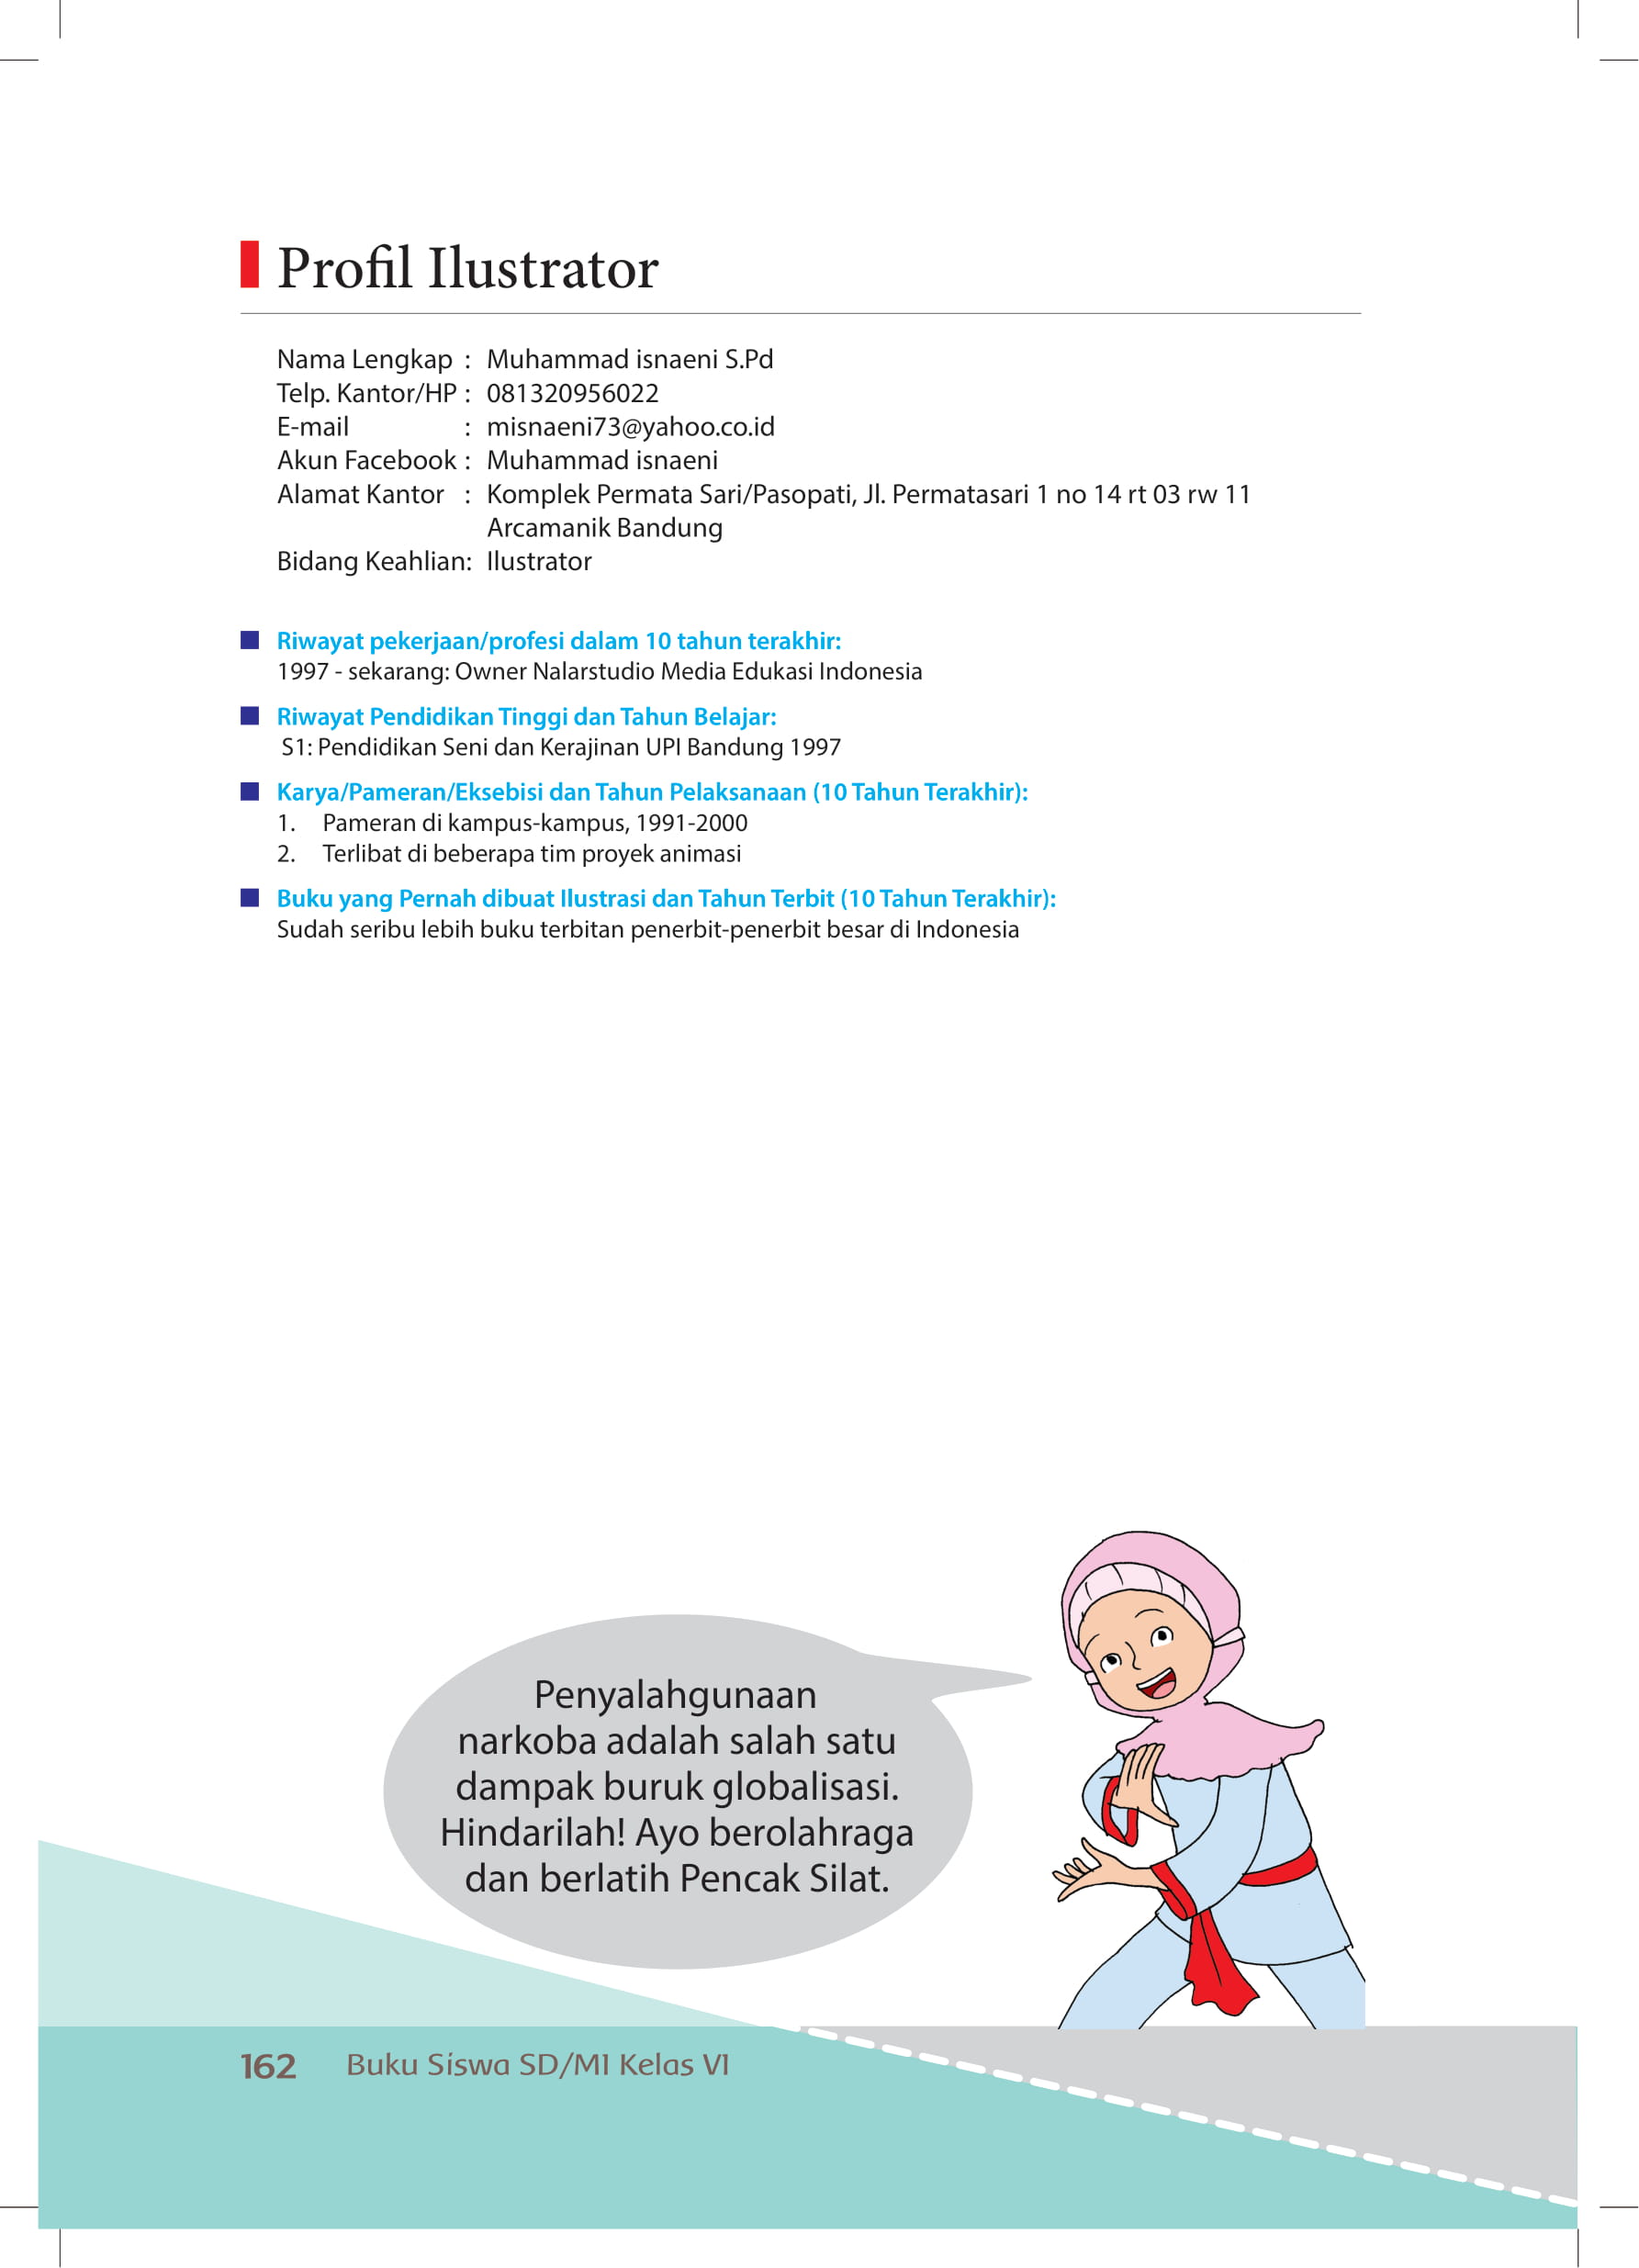 Profil Ilustrator
Nama Lengkap : Muhammad isnaeni S.Pd
Telp. Kantor/HP : 081320956022
E-mail : misnaeni73@yahoo.co.id
Akun Facebook : Muhammad isnaeni
Alamat Kantor : Komplek Permata Sari/Pasopati, Jl. Permatasari 1 no 14 rt 03 rw 11
Arcamanik Bandung
Bidang Keahlian: Ilustrator
Riwayat pekerjaan/profesi dalam 10 tahun terakhir:
1997 - sekarang: Owner Nalarstudio Media Edukasi Indonesia
Riwayat Pendidikan Tinggi dan Tahun Belajar:
S1: Pendidikan Seni dan Kerajinan UPI Bandung 1997
Karya/Pameran/Eksebisi dan Tahun Pelaksanaan (10 Tahun Terakhir):
1. Pameran di kampus-kampus, 1991-2000
2. Terlibat di beberapa tim proyek animasi
Buku yang Pernah dibuat Ilustrasi dan Tahun Terbit (10 Tahun Terakhir):
Sudah seribu lebih buku terbitan penerbit-penerbit besar di Indonesia
Penyalahgunaan
narkoba adalah salah satu
dampak buruk globalisasi.
Hindarilah! Ayo berolahraga
dan berlatih Pencak Silat.
162 Buku Siswa SD/MI Kelas VI